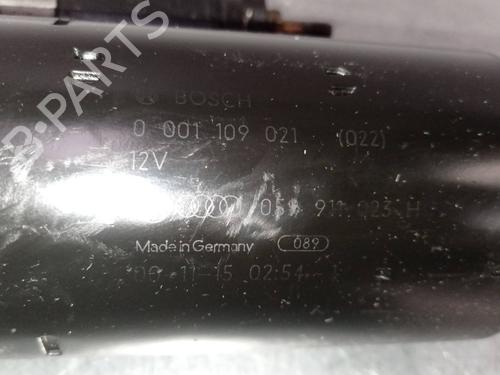 B-PARTS
BOSCH
0 001 109 021 (022)
12V
059 911 023 H
Made in Germany 089
06-11-15 02:54